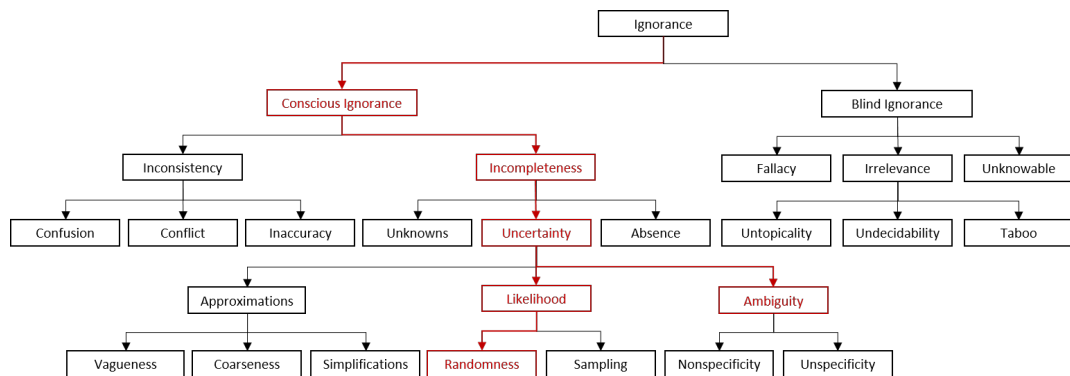 Ignorance
Conscious Ignorance
Blind Ignorance
Inconsistency
Incompleteness
Fallacy
Irrelevance
Unknowable
Confusion
Conflict
Inaccuracy
Unknowns
Uncertainty
Absence
Untopicality
Undecidability
Taboo
Approximations
Likelihood
Ambiguity
Vagueness
Coarseness
Simplifications
Randomness
Sampling
Nonspecificity
Unspecificity